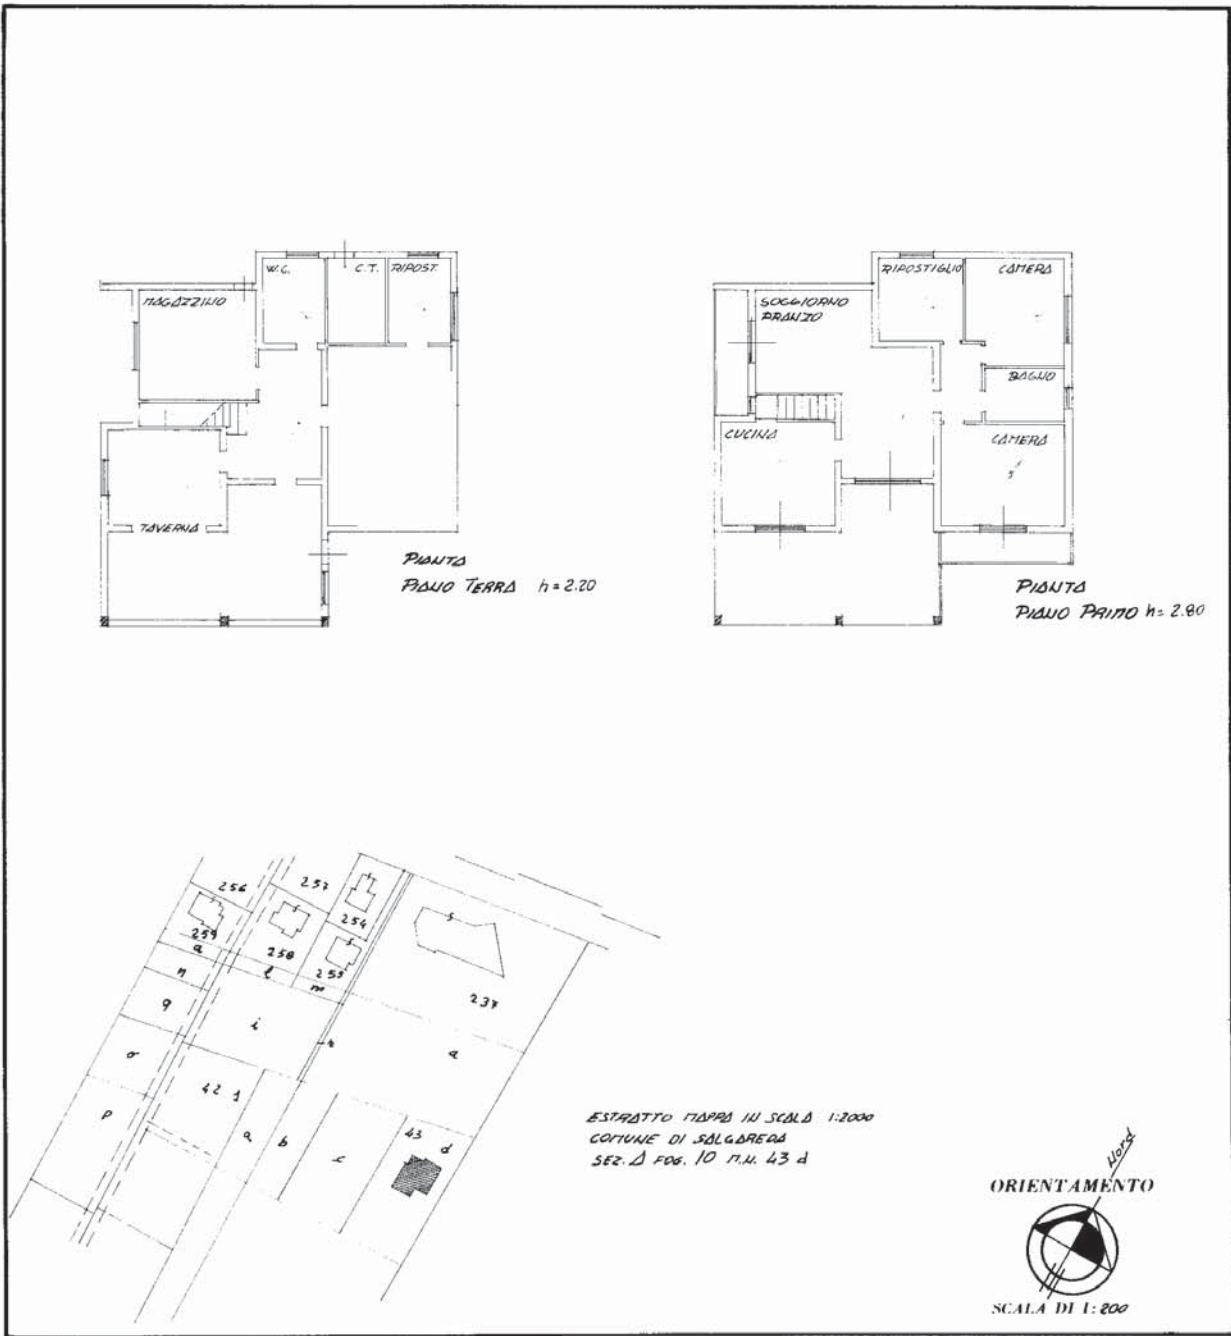 W.C.
C.T.
RIPOST.
MAGAZZINO
TAVERNA
PIANTA
PIANO TERRA h=2.20
RIPOSTIGLIO
CAMERA
SOGGIORNO
PRANZO
BAGNO
CUCINA
CAMERA
PIANTA
PIANO PRIMO h=2.80
256
257
254
259
258
255
a
l
m
n
237
q
i
a
o
42
1
p
a
b
c
43
d
ESTRATTO MAPPA IN SCALA 1:2000
COMUNE DI SALGAREDA
SEZ. A FOG. 10 M.N. 43 d
Nord
ORIENTAMENTO
SCALA DI 1:200